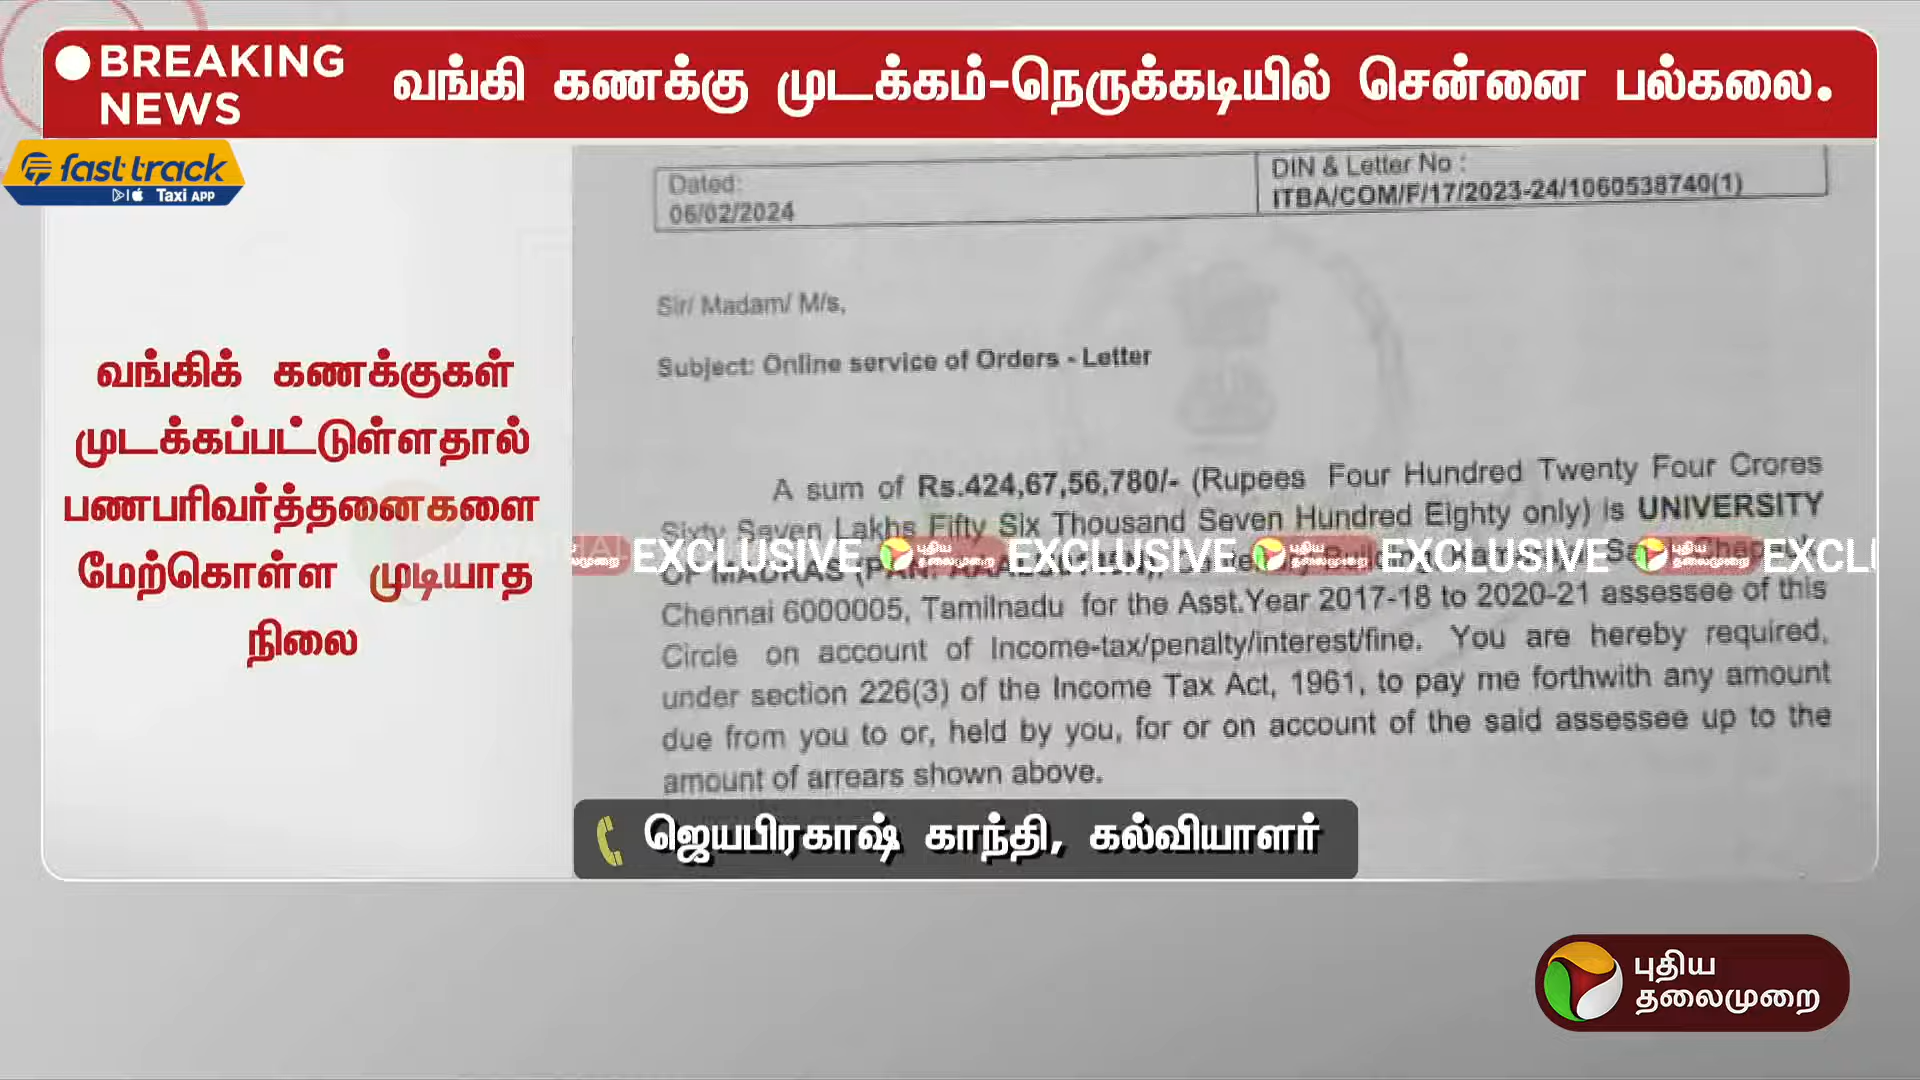 BREAKING
NEWS
வங்கி கணக்கு முடக்கம்-நெருக்கடியில் சென்னை பல்கலை.
fast track
Taxi APP
Dated:
06/02/2024
DIN & Letter No :
ITBA/COM/F/17/2023-24/1060538740(1)
வங்கிக் கணக்குகள்
முடக்கப்பட்டுள்ளதால்
பணபரிவர்த்தனைகளை
மேற்கொள்ள முடியாத
நிலை
Sir/ Madam/ M/s,
Subject: Online service of Orders - Letter
A sum of Rs.424,67,56,780/- (Rupees Four Hundred Twenty Four Crores
Sixty Seven Lakhs Fifty Six Thousand Seven Hundred Eighty only) is UNIVERSITY
OF MADRAS (PAN:
EXCLUSIVE புதிய தலைமுறை EXCLUSIVE புதிய தலைமுறை EXCLUSIVE புதிய தலைமுறை EXCLU
Chennai 6000005, Tamilnadu for the Asst.Year 2017-18 to 2020-21 assessee of this
Circle on account of Income-tax/penalty/interest/fine. You are hereby required,
under section 226(3) of the Income Tax Act, 1961, to pay me forthwith any amount
due from you to or, held by you, for or on account of the said assessee up to the
amount of arrears shown above.
ஜெயபிரகாஷ் காந்தி, கல்வியாளர்
புதிய
தலைமுறை